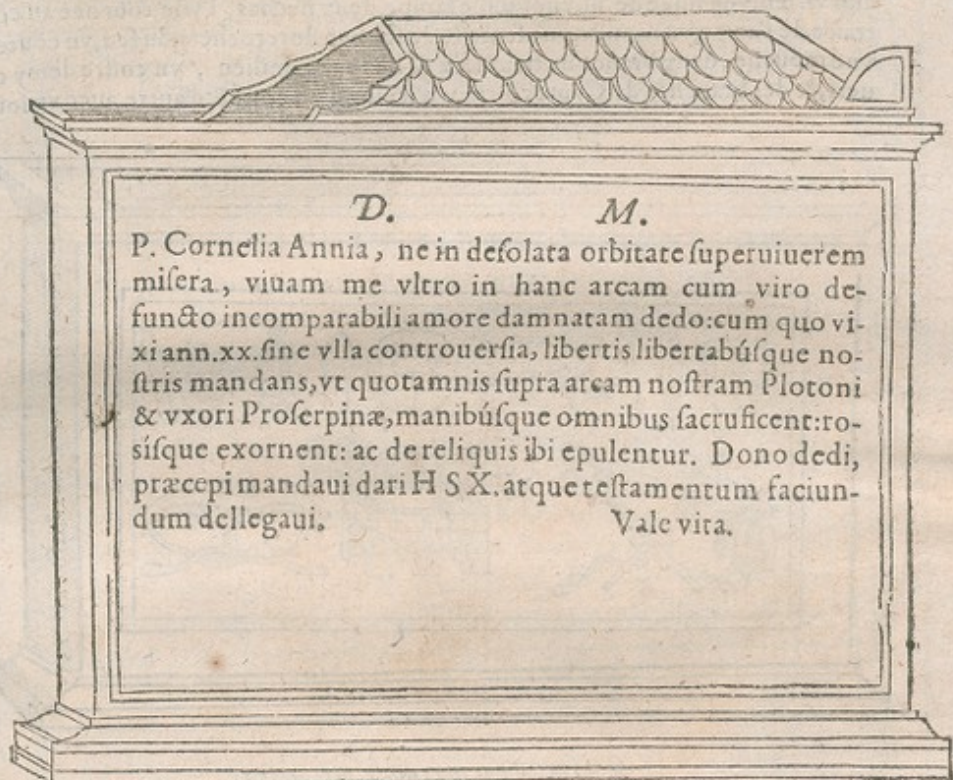 D. M.
P. Cornelia Annia, ne in deſolata orbitate ſuperuiuerem
miſera, viuam me vltro in hanc arcam cum viro de-
functo incomparabili amore damnatam dedo:cum quo vi-
xi ann.xx.ſine vlla controuerſia, libertis libertabúſque no-
ſtris mandans,vt quotamnis ſupra arcam noſtram Plotoni
& vxori Proſerpinæ,manibúſque omnibus ſacruficent:ro-
síſque exornent: ac de reliquis ibi epulentur. Dono dedi,
præcepi mandaui dari H S X. atque teſtamentum faciun-
dum dellegaui. Vale vita.